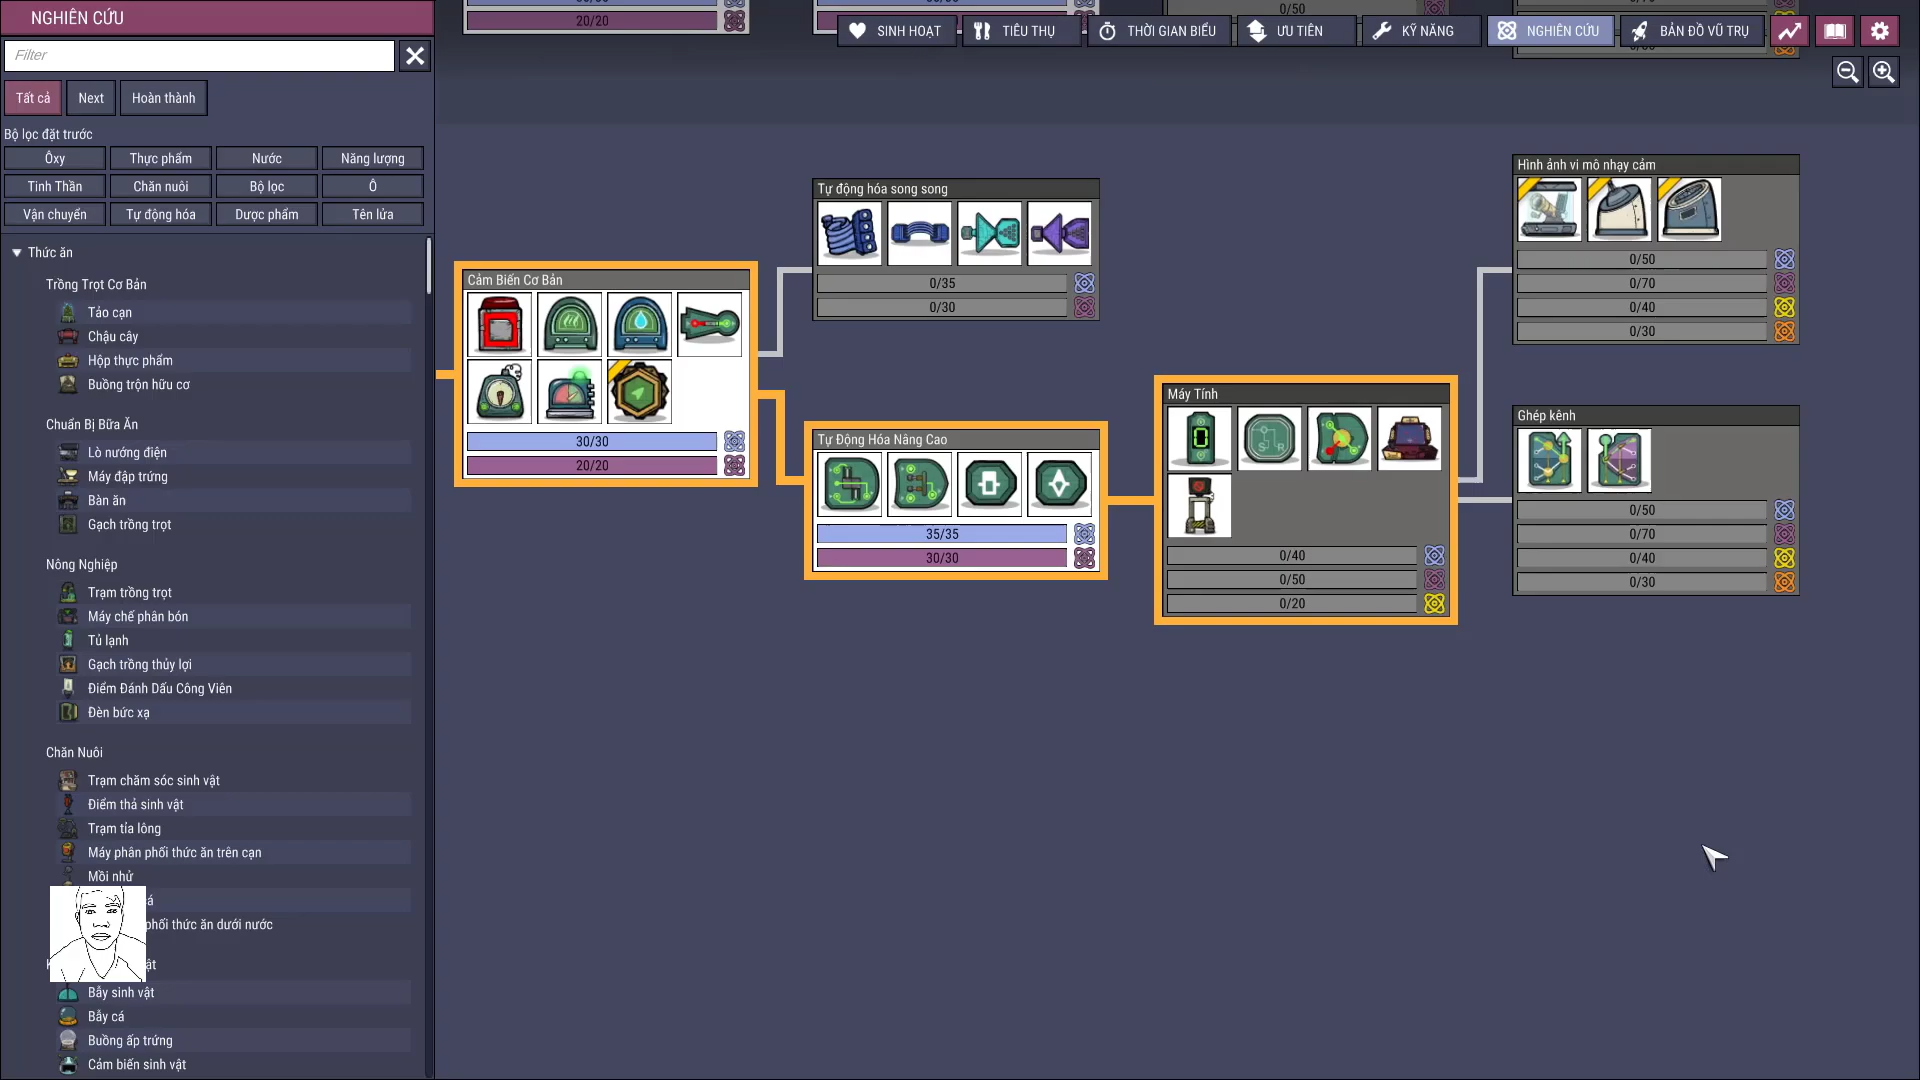 NGHIÊN CỨU
Filter
Tất cả
Next
Hoàn thành
Bộ lọc đặt trước
Ôxy
Thực phẩm
Nước
Năng lượng
Tinh Thần
Chăn nuôi
Bộ lọc
Ô
Vận chuyển
Tự động hóa
Dược phẩm
Tên lửa
Thức ăn
Trồng Trọt Cơ Bản
Tảo cạn
Chậu cây
Hộp thực phẩm
Buồng trộn hữu cơ
Chuẩn Bị Bữa Ăn
Lò nướng điện
Máy đập trứng
Bàn ăn
Gạch trồng trọt
Nông Nghiệp
Trạm trồng trọt
Máy chế phân bón
Tủ lạnh
Gạch trồng thủy lợi
Điểm Đánh Dấu Công Viên
Đèn bức xạ
Chăn Nuôi
Trạm chăm sóc sinh vật
Điểm thả sinh vật
Trạm tỉa lông
Máy phân phối thức ăn trên cạn
Mồi nhử
phối thức ăn dưới nước
Bẫy sinh vật
Bẫy cá
Buồng ấp trứng
Cảm biến sinh vật
SINH HOẠT
TIÊU THỤ
THỜI GIAN BIỂU
ƯU TIÊN
KỸ NĂNG
NGHIÊN CỨU
BẢN ĐỒ VŨ TRỤ
20/20
0/50
Cảm Biến Cơ Bản
30/30
20/20
Tự động hóa song song
0/35
0/30
Tự Động Hóa Nâng Cao
35/35
30/30
Máy Tính
0/40
0/50
0/20
Hình ảnh vi mô nhạy cảm
0/50
0/70
0/40
0/30
Ghép kênh
0/50
0/70
0/40
0/30